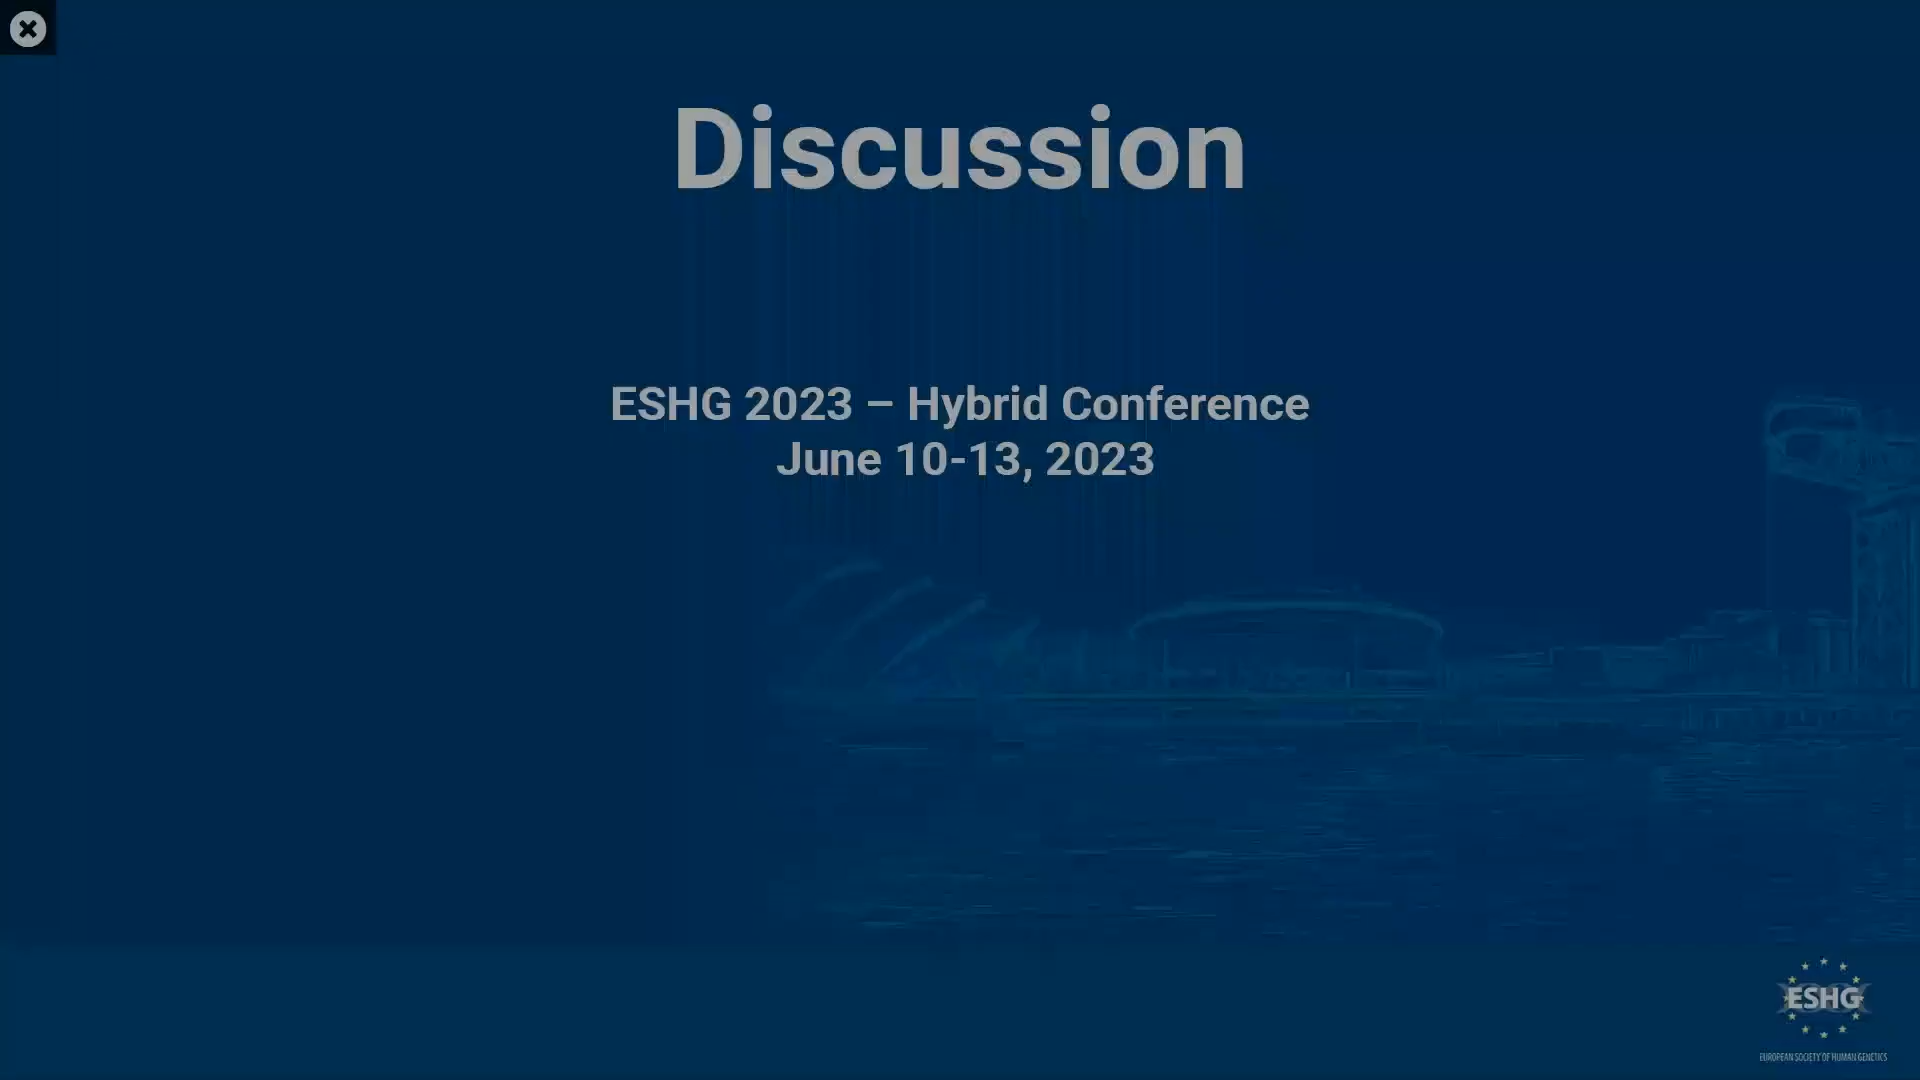 Discussion
ESHG 2023 – Hybrid Conference
June 10-13, 2023
ESHG
EUROPEAN SOCIETY OF HUMAN GENETICS